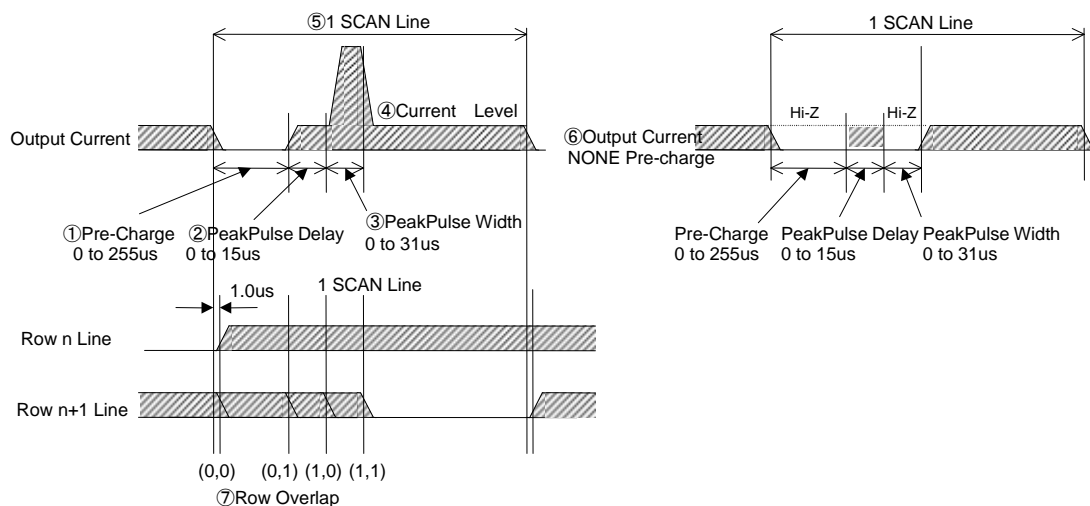 ⑤1 SCAN Line
④Current Level
Output Current
①Pre-Charge
0 to 255us
②PeakPulse Delay
0 to 15us
③PeakPulse Width
0 to 31us
1 SCAN Line
1.0us
Row n Line
Row n+1 Line
(0,0) (0,1) (1,0) (1,1)
⑦Row Overlap
1 SCAN Line
Hi-Z Hi-Z
⑥Output Current
NONE Pre-charge
Pre-Charge PeakPulse Delay PeakPulse Width
0 to 255us 0 to 15us 0 to 31us